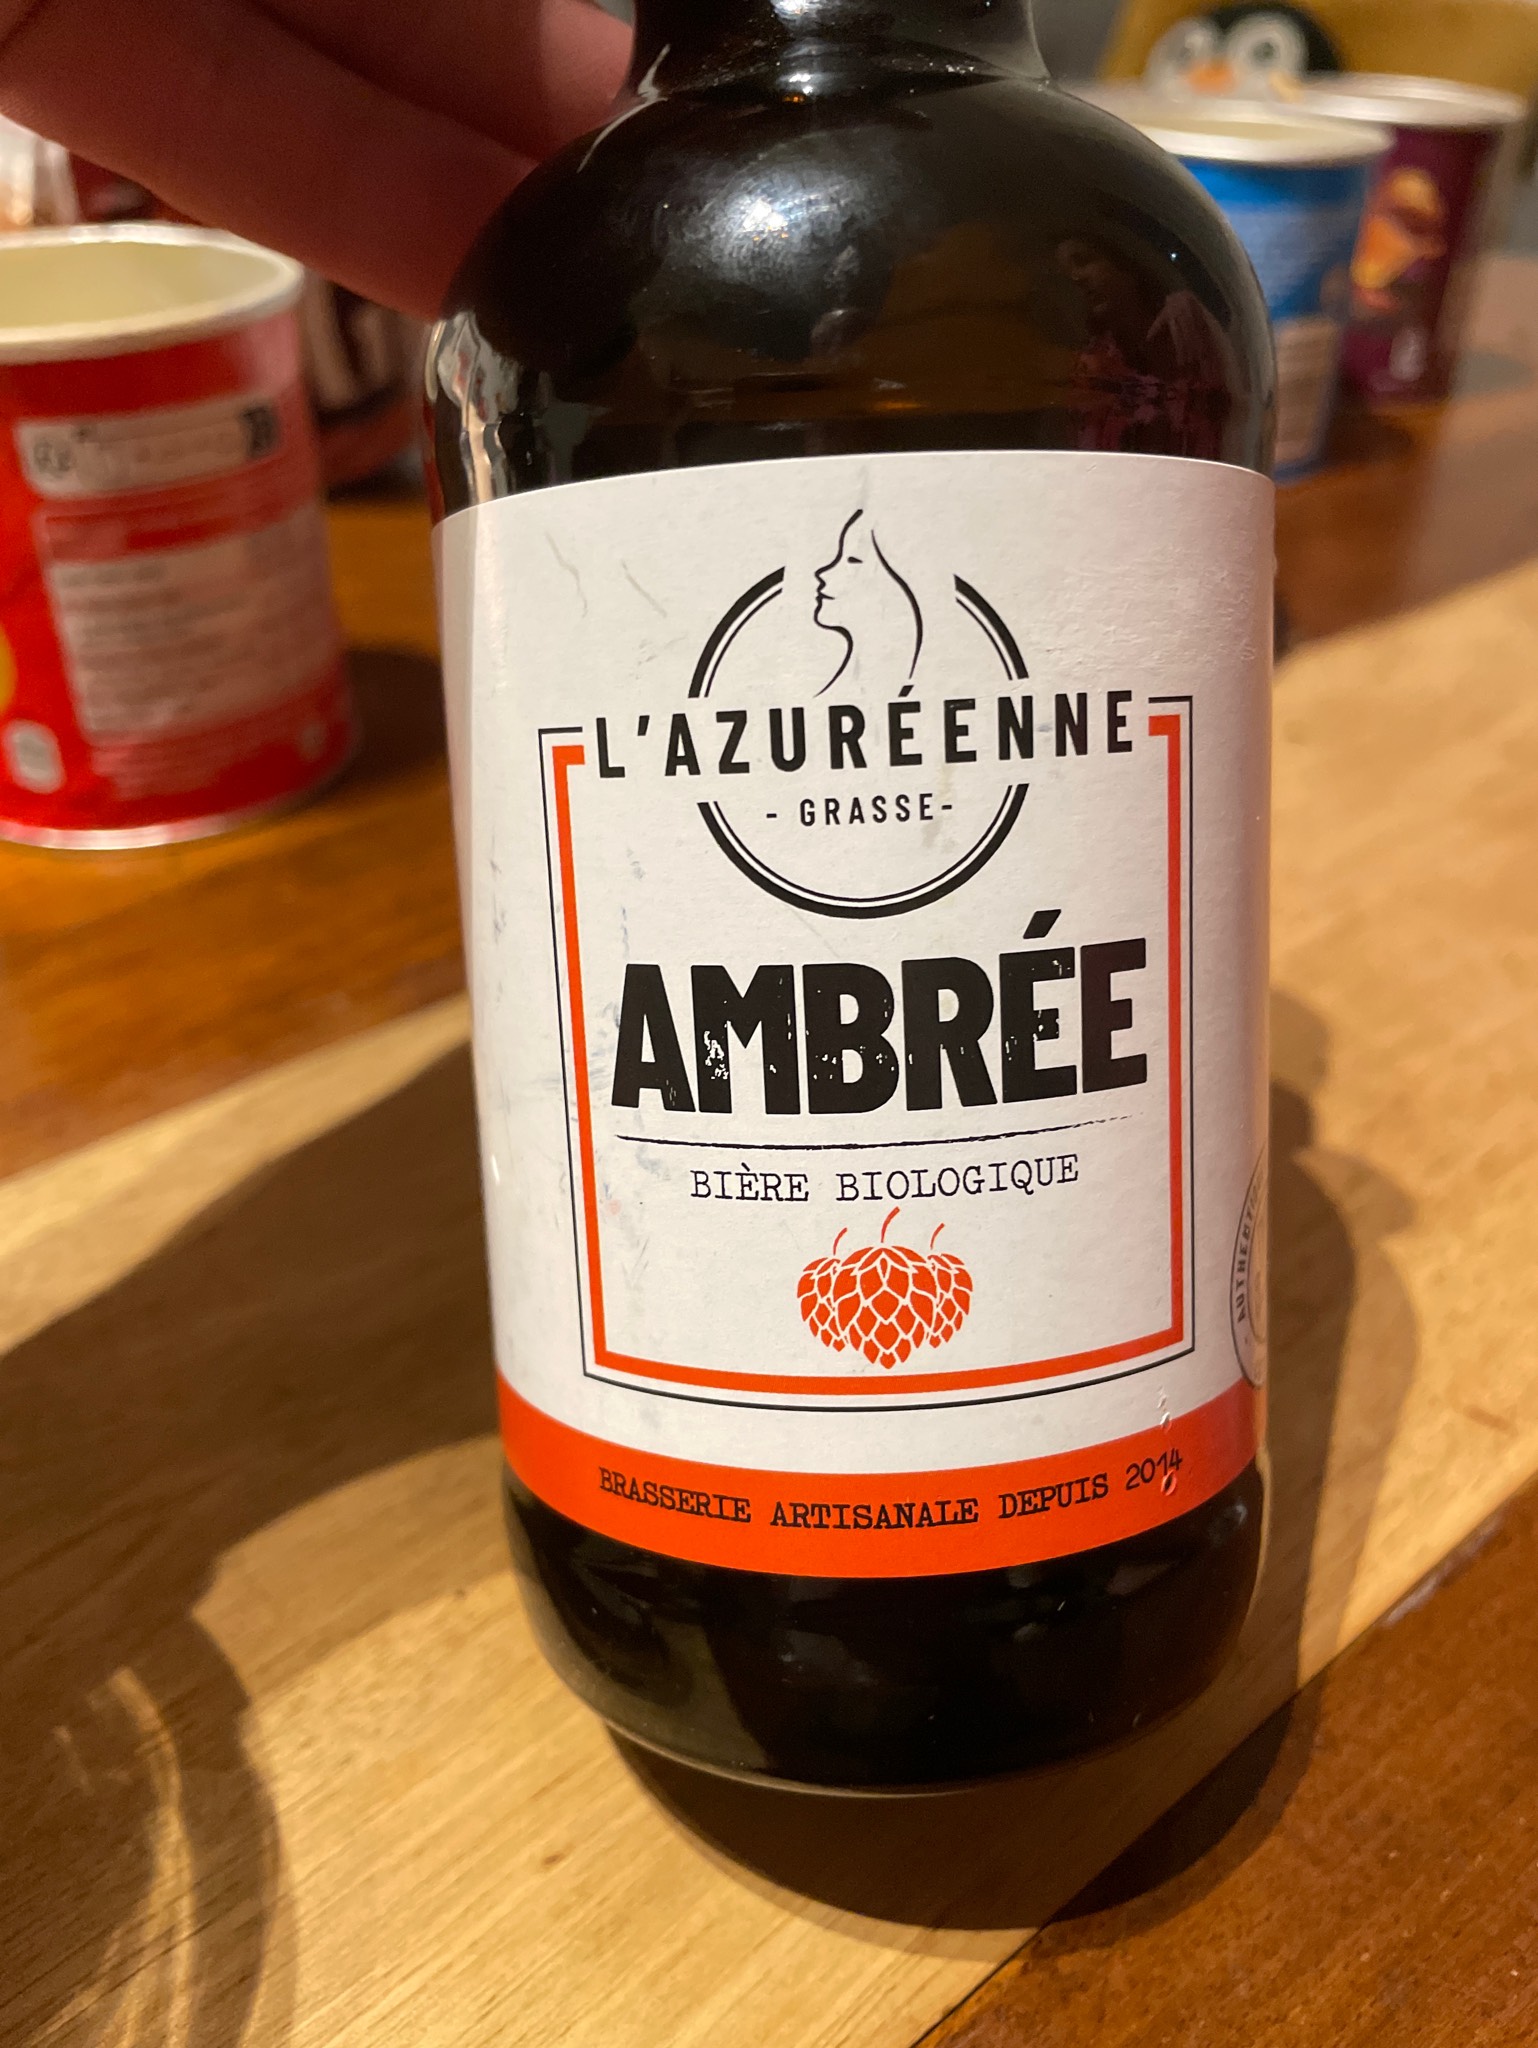 L'AZURÉENNE
- GRASSE -
AMBRÉE
BIÈRE BIOLOGIQUE
BRASSERIE ARTISANALE DEPUIS 2014